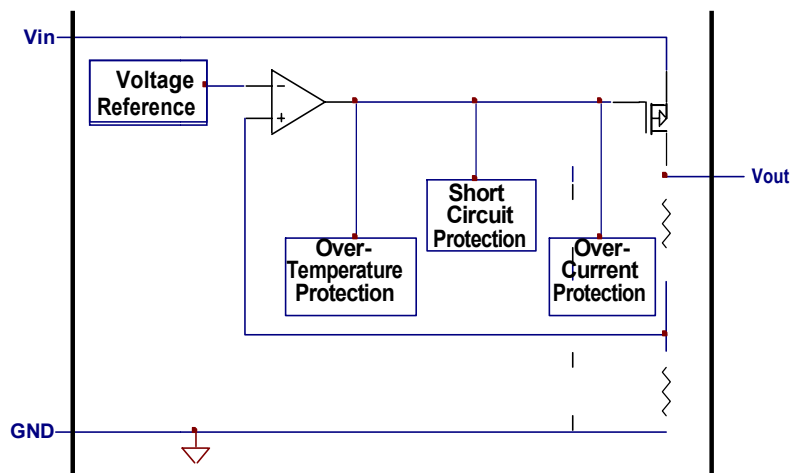 Vin
Voltage
Reference
−
+
Vout
Short
Circuit
Protection
Over-
Temperature
Protection
Over-
Current
Protection
GND